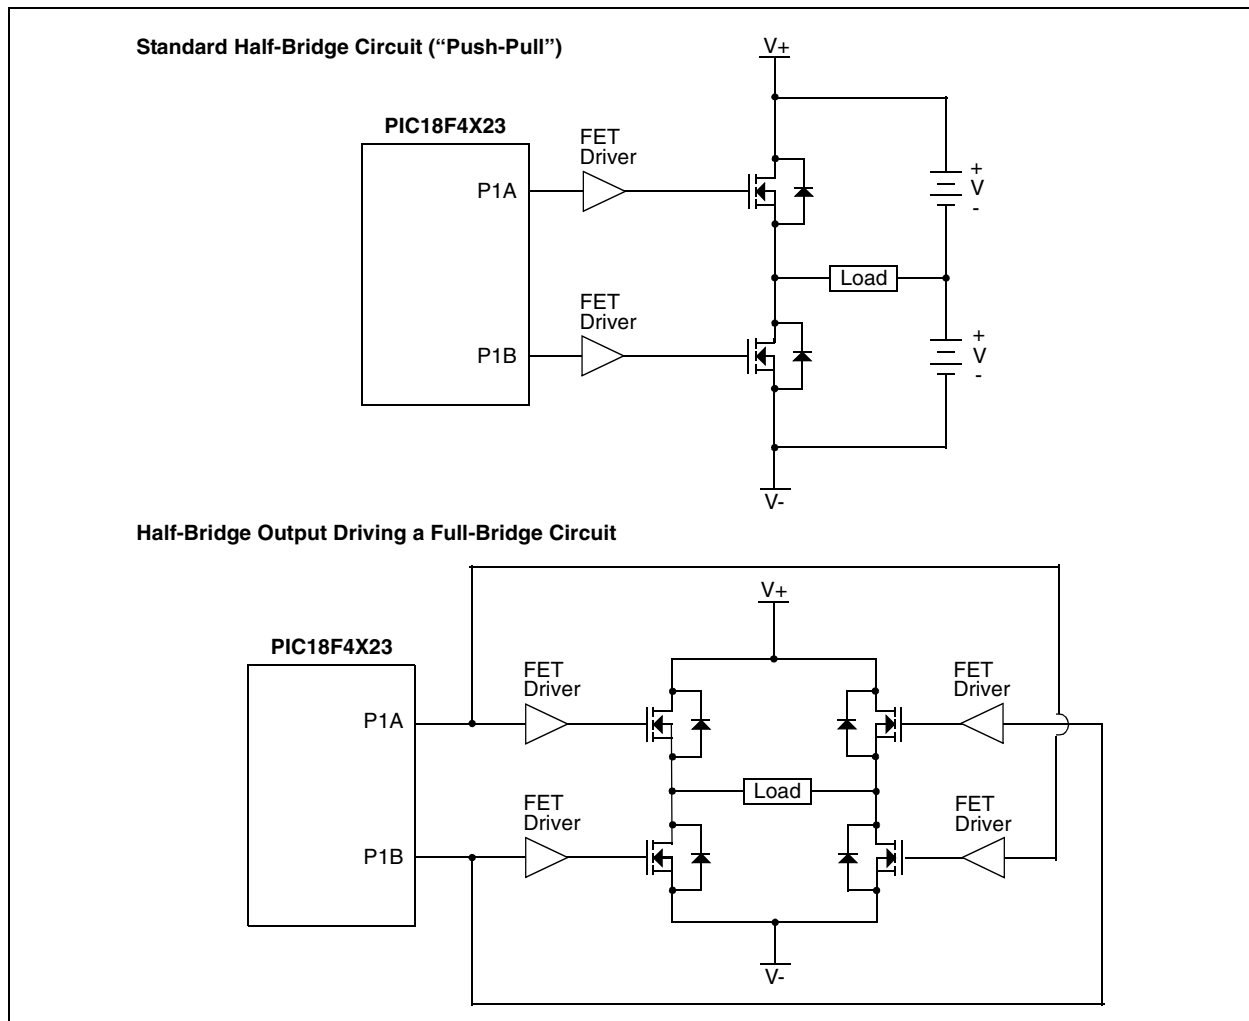 Standard Half-Bridge Circuit (“Push-Pull”)
V+
PIC18F4X23
FET
Driver
P1A
+
V
-
Load
FET
Driver
P1B
+
V
-
V-
Half-Bridge Output Driving a Full-Bridge Circuit
V+
PIC18F4X23
FET
Driver
FET
Driver
P1A
Load
FET
Driver
FET
Driver
P1B
V-